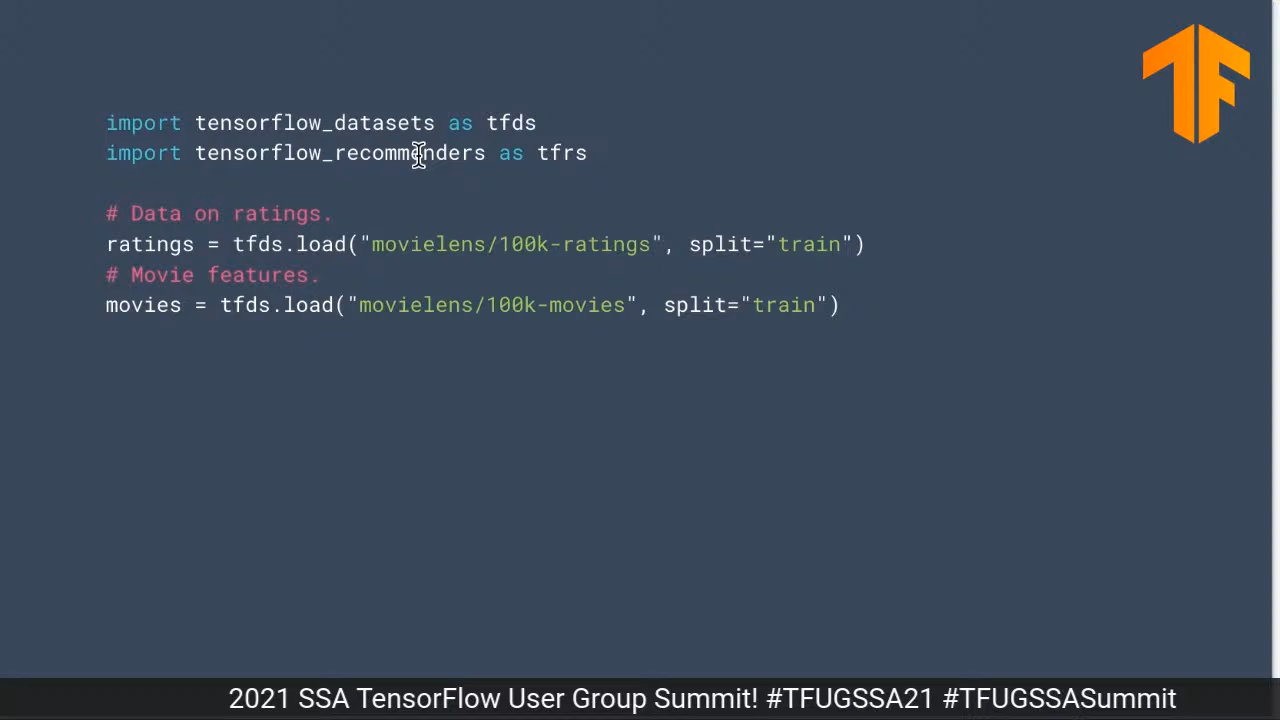 import tensorflow_datasets as tfds
import tensorflow_recommenders as tfrs
# Data on ratings.
ratings = tfds.load("movielens/100k-ratings", split="train")
# Movie features.
movies = tfds.load("movielens/100k-movies", split="train")
2021 SSA TensorFlow User Group Summit! #TFUGSSA21 #TFUGSSASummit